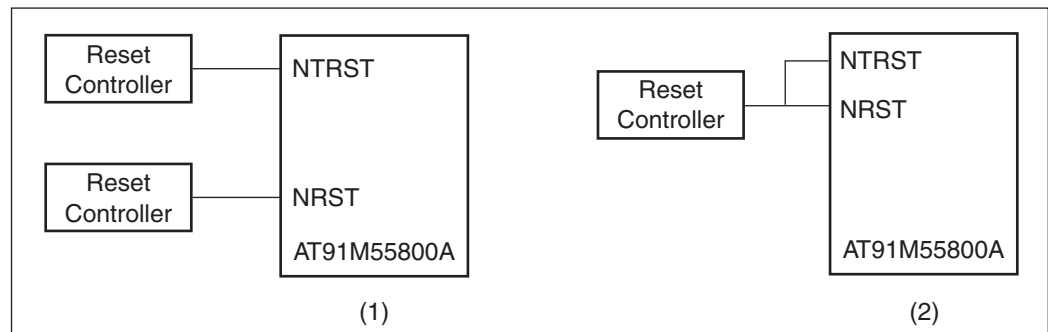 Reset
Controller
NTRST
Reset
Controller
NRST
AT91M55800A
(1)
Reset
Controller
NTRST
NRST
AT91M55800A
(2)